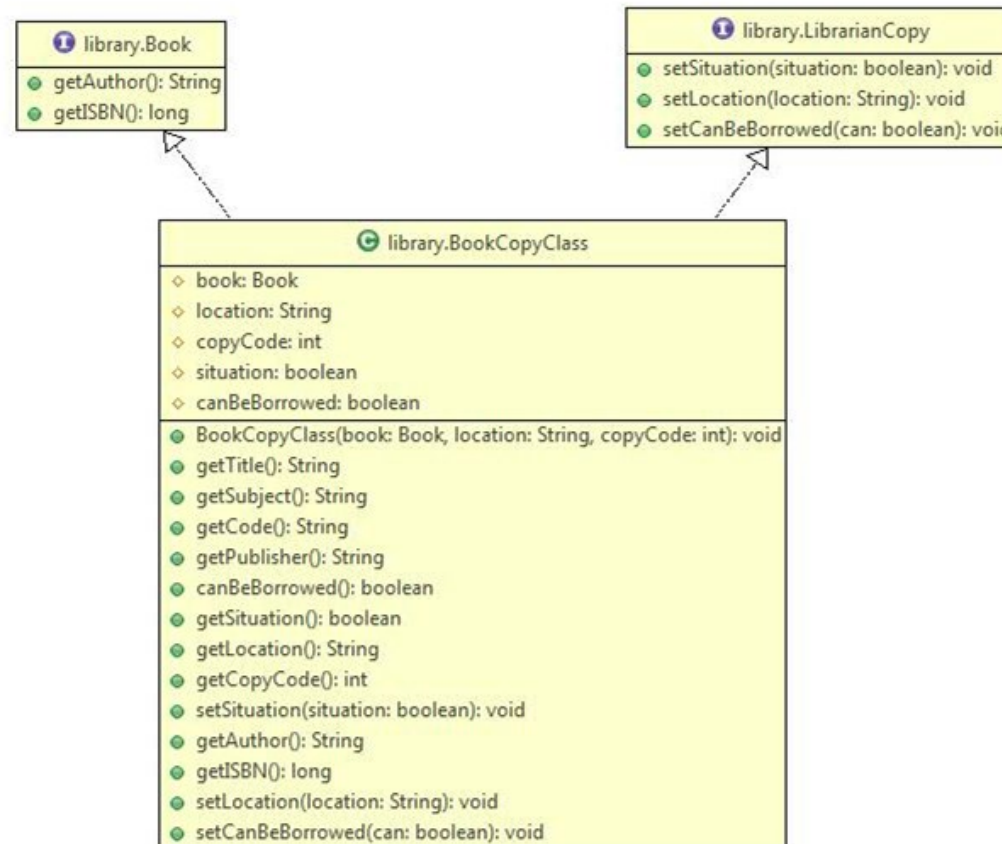 I library.Book
getAuthor(): String
getISBN(): long
I library.LibrarianCopy
setSituation(situation: boolean): void
setLocation(location: String): void
setCanBeBorrowed(can: boolean): voi
C library.BookCopyClass
book: Book
location: String
copyCode: int
situation: boolean
canBeBorrowed: boolean
BookCopyClass(book: Book, location: String, copyCode: int): void
getTitle(): String
getSubject(): String
getCode(): String
getPublisher(): String
canBeBorrowed(): boolean
getSituation(): boolean
getLocation(): String
getCopyCode(): int
setSituation(situation: boolean): void
getAuthor(): String
getISBN(): long
setLocation(location: String): void
setCanBeBorrowed(can: boolean): void